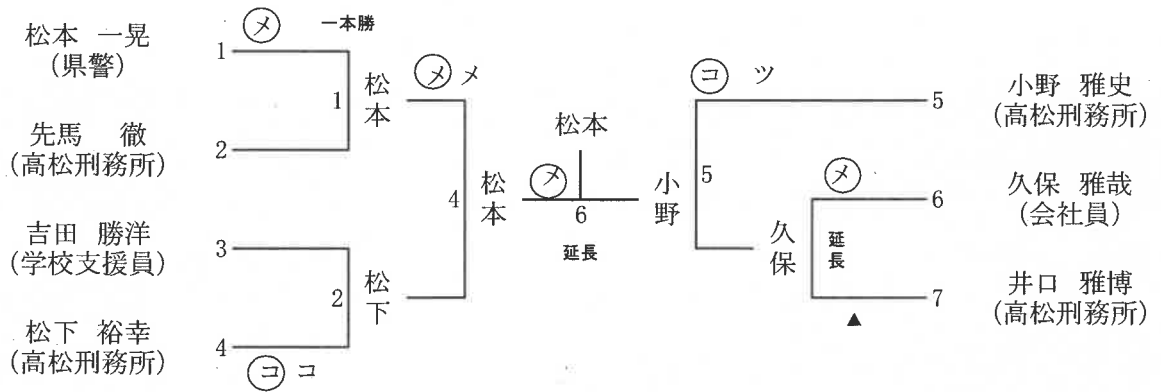 松本 一晃
(県警)
1
㋱
一本勝
1
松本
先馬 徹
(高松刑務所)
2
吉田 勝洋
(学校支援員)
3
2
松下
松下 裕幸
(高松刑務所)
4
㋙ コ
㋱ メ
4
松本
松本
㋱
6
延長
小野
㋙ ツ
5
5
小野 雅史
(高松刑務所)
久保
㋱
延長
6
久保 雅哉
(会社員)
7
井口 雅博
(高松刑務所)
▲